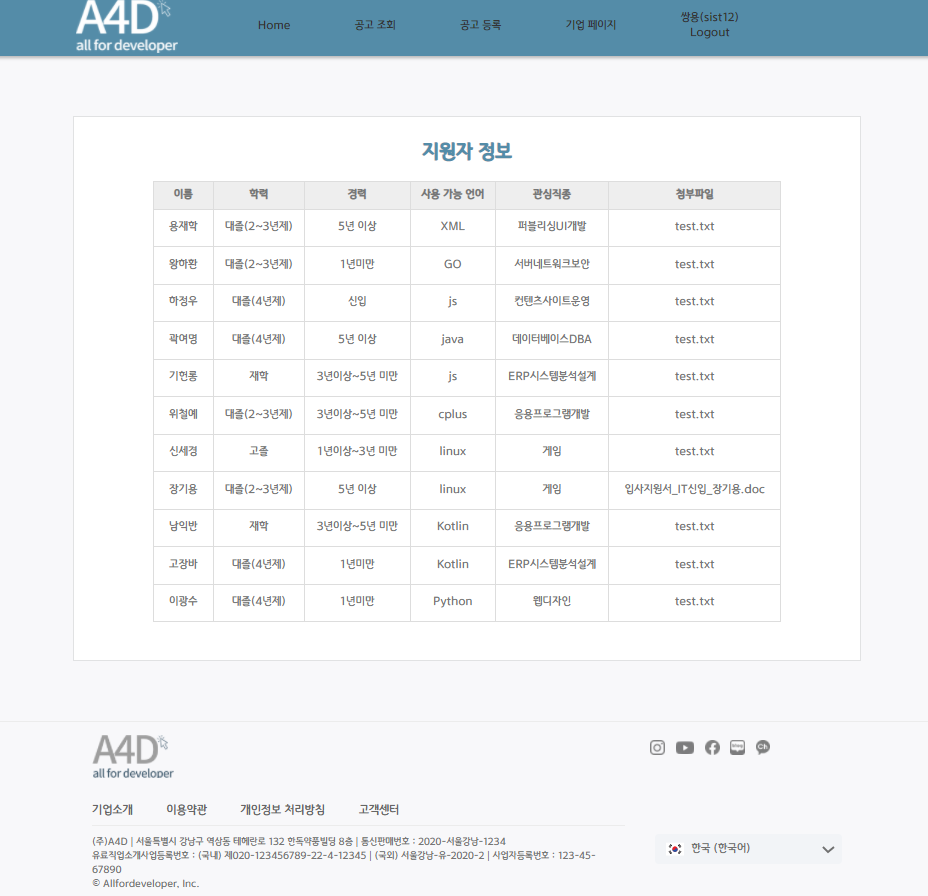 A4D
all for developer
Home 공고 조회 공고 등록 기업 페이지 쌍용(sist12)
Logout
지원자 정보
이름 학력 경력 사용 가능 언어 관심직종 첨부파일
용재학 대졸(2~3년제) 5년 이상 XML 퍼블리싱UI개발 test.txt
왕하환 대졸(2~3년제) 1년미만 GO 서버네트워크보안 test.txt
하정우 대졸(4년제) 신입 js 컨텐츠사이트운영 test.txt
곽여명 대졸(4년제) 5년 이상 java 데이터베이스DBA test.txt
기헌롱 재학 3년이상~5년 미만 js ERP시스템분석설계 test.txt
위철예 대졸(2~3년제) 3년이상~5년 미만 cplus 응용프로그램개발 test.txt
신세경 고졸 1년이상~3년 미만 linux 게임 test.txt
장기용 대졸(2~3년제) 5년 이상 linux 게임 입사지원서_IT신입_장기용.doc
남익반 재학 3년이상~5년 미만 Kotlin 응용프로그램개발 test.txt
고장바 대졸(4년제) 1년미만 Kotlin ERP시스템분석설계 test.txt
이광수 대졸(4년제) 1년미만 Python 웹디자인 test.txt
A4D
all for developer
기업소개 이용약관 개인정보 처리방침 고객센터
(주)A4D | 서울특별시 강남구 역삼동 테헤란로 132 한독약품빌딩 8층 | 통신판매번호 : 2020-서울강남-1234
유료직업소개사업등록번호 : (국내) 제020-123456789-22-4-12345 | (국외) 서울강남-유-2020-2 | 사업자등록번호 : 123-45-
67890
© Allfordeveloper, Inc.
한국 (한국어)